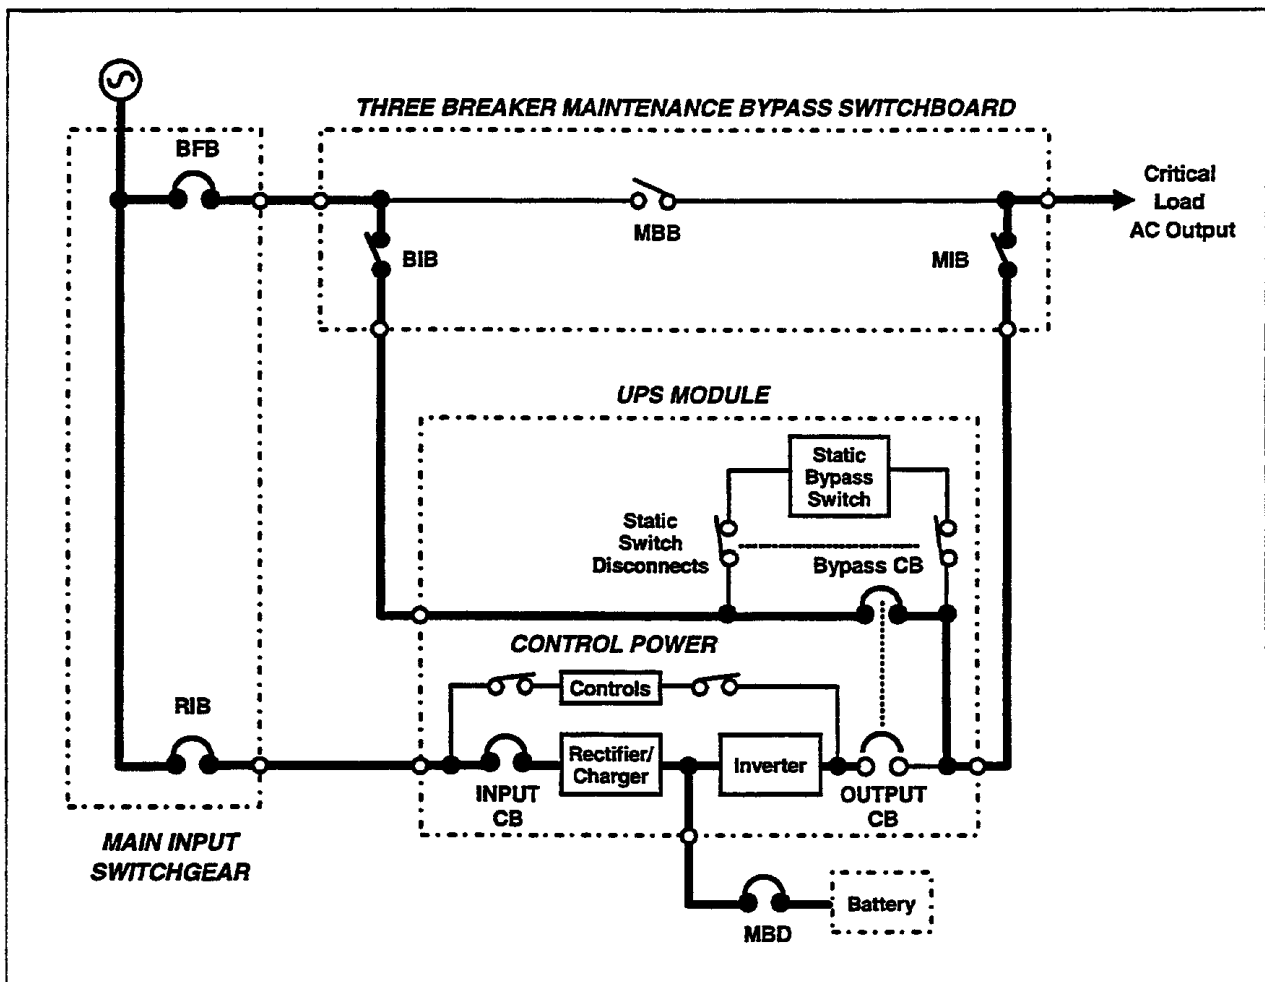 THREE BREAKER MAINTENANCE BYPASS SWITCHBOARD
BFB
Critical
Load
AC Output
MBB
BIB
MIB
UPS MODULE
Static
Bypass
Switch
Static
Switch
Disconnects
Bypass CB
CONTROL POWER
Controls
RIB
Rectifier/
Charger
Inverter
INPUT
CB
OUTPUT
CB
MAIN INPUT
SWITCHGEAR
Battery
MBD